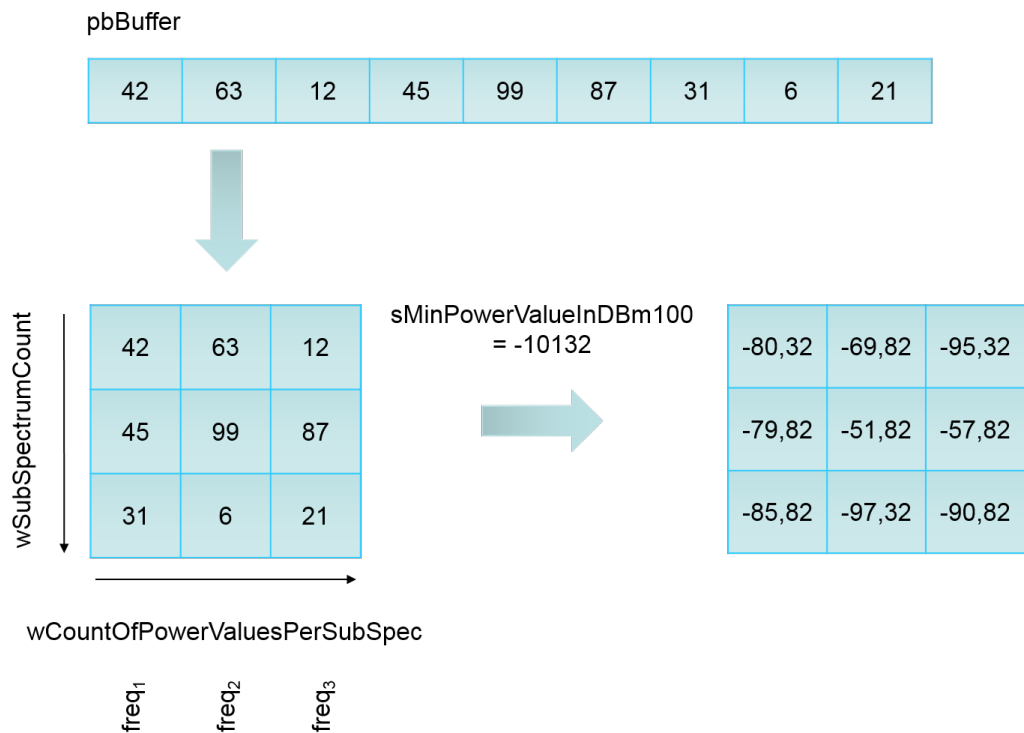 pbBuffer
42 63 12 45 99 87 31 6 21
wSubSpectrumCount
42 63 12
45 99 87
31 6 21
sMinPowerValueInDBm100
= -10132
-80,32 -69,82 -95,32
-79,82 -51,82 -57,82
-85,82 -97,32 -90,82
wCountOfPowerValuesPerSubSpec
freq₁
freq₂
freq₃